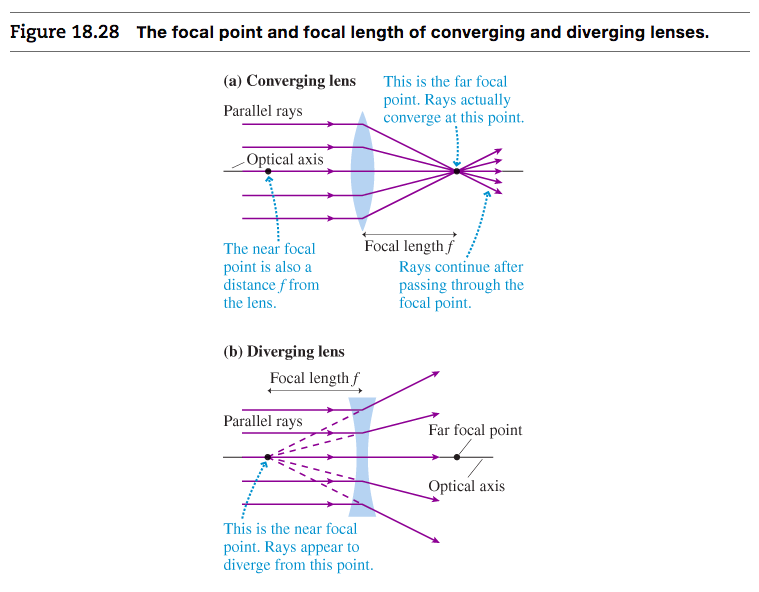 Figure 18.28 The focal point and focal length of converging and diverging lenses.
(a) Converging lens
This is the far focal
point. Rays actually
converge at this point.
Parallel rays
Optical axis
The near focal
point is also a
distance f from
the lens.
Focal length f
Rays continue after
passing through the
focal point.
(b) Diverging lens
Focal length f
Parallel rays
Far focal point
Optical axis
This is the near focal
point. Rays appear to
diverge from this point.